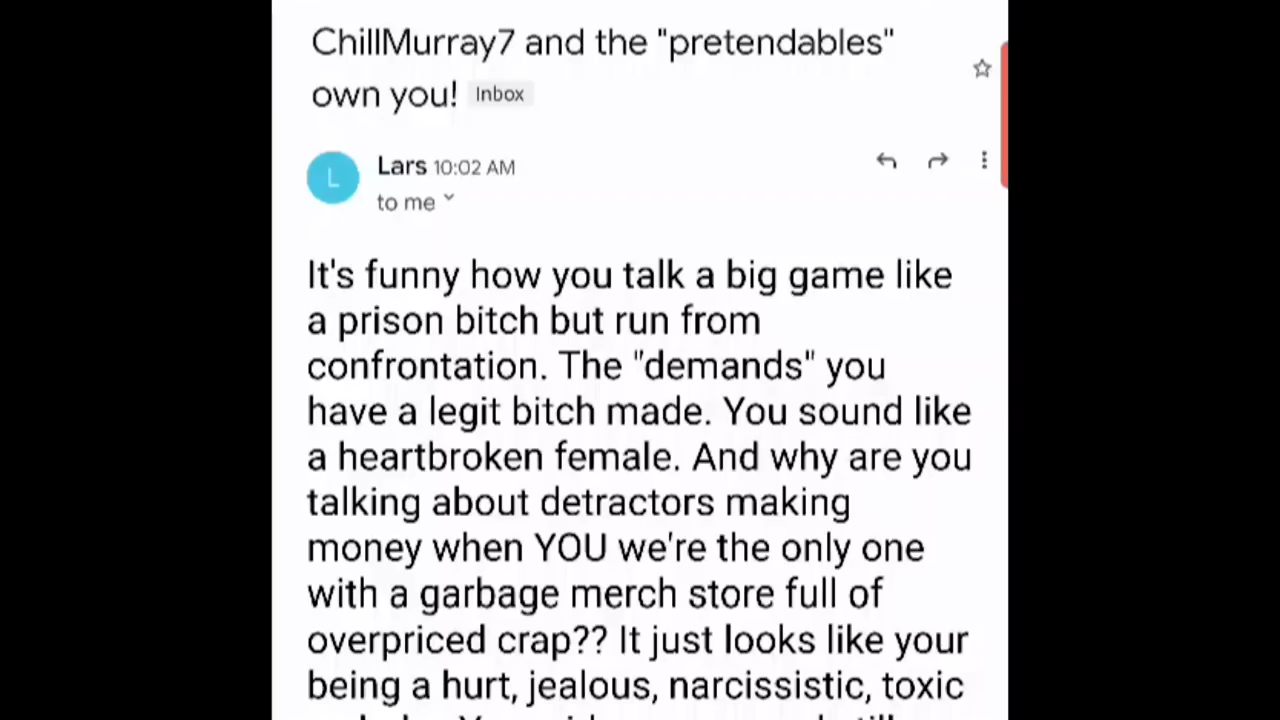 ChillMurray7 and the "pretendables"
own you! Inbox
L
Lars 10:02 AM
to me
It's funny how you talk a big game like
a prison bitch but run from
confrontation. The "demands" you
have a legit bitch made. You sound like
a heartbroken female. And why are you
talking about detractors making
money when YOU we're the only one
with a garbage merch store full of
overpriced crap?? It just looks like your
being a hurt, jealous, narcissistic, toxic